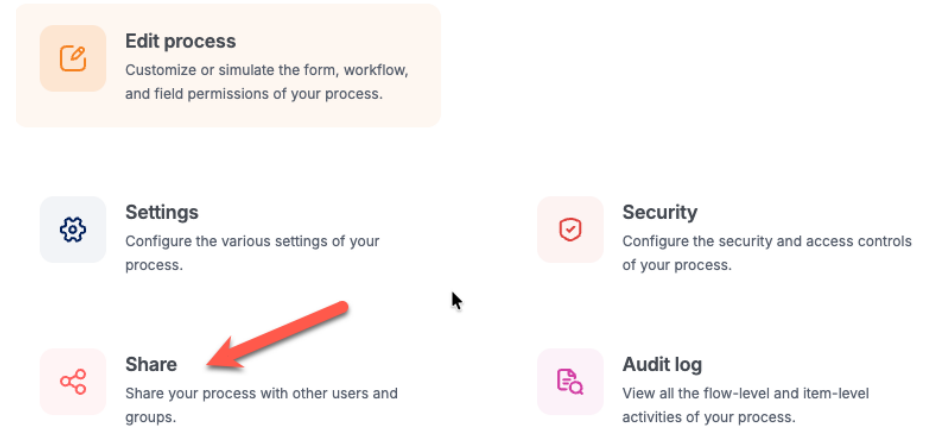 Edit process
Customize or simulate the form, workflow,
and field permissions of your process.
Settings
Configure the various settings of your
process.
Security
Configure the security and access controls
of your process.
Share
Share your process with other users and
groups.
Audit log
View all the flow-level and item-level
activities of your process.